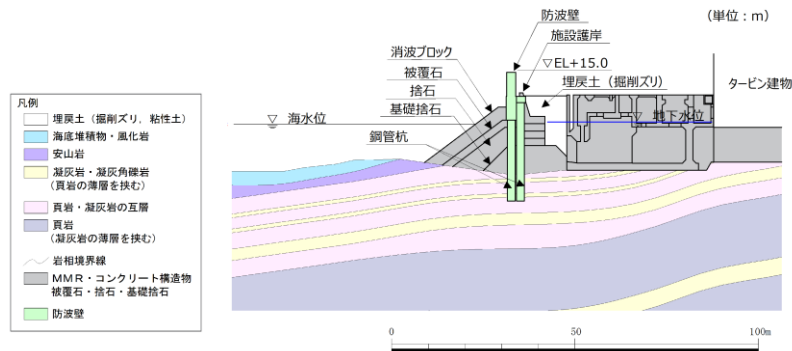 防波壁
（単位：m）
施設護岸
消波ブロック
▽EL+15.0
被覆石
埋戻土（掘削ズリ）
タービン建物
捨石
基礎捨石
▽ 海水位
▽ 地下水位
鋼管杭
凡例
埋戻土（掘削ズリ，粘性土）
海底堆積物・風化岩
安山岩
凝灰岩・凝灰角礫岩
（真岩の薄層を挟む）
真岩・凝灰岩の互層
真岩
（凝灰岩の薄層を挟む）
岩相境界線
ＭＭＲ・コンクリート構造物
被覆石・捨石・基礎捨石
防波壁
0 50 100m